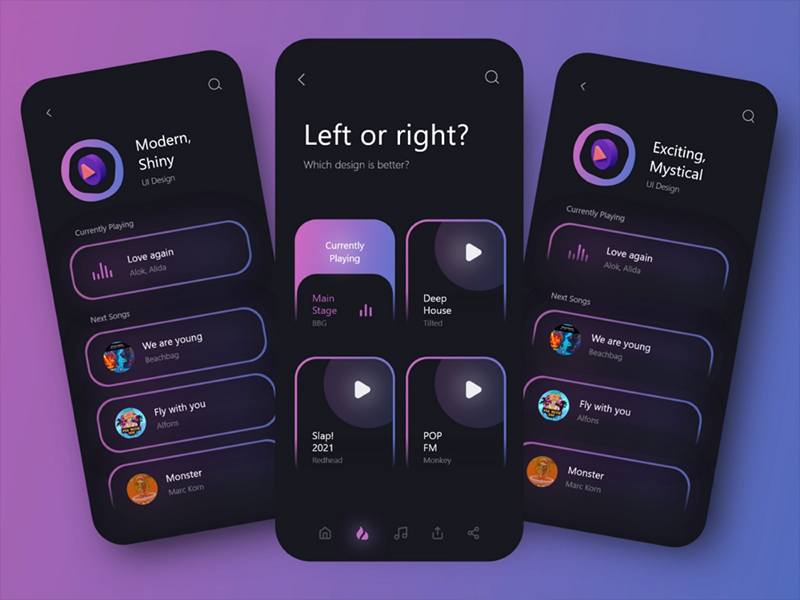 Modern,
Shiny
UI Design
Currently Playing
Love again
Alok, Alida
Next Songs
We are young
Beachbag
Fly with you
Alfons
Monster
Marc Korn
Left or right?
Which design is better?
Currently
Playing
Main
Stage
BBG
Deep
House
Tilted
Slap!
2021
Redhead
POP
FM
Monkey
Exciting,
Mystical
UI Design
Currently Playing
Love again
Alok, Alida
Next Songs
We are young
Beachbag
Fly with you
Alfons
Monster
Marc Korn